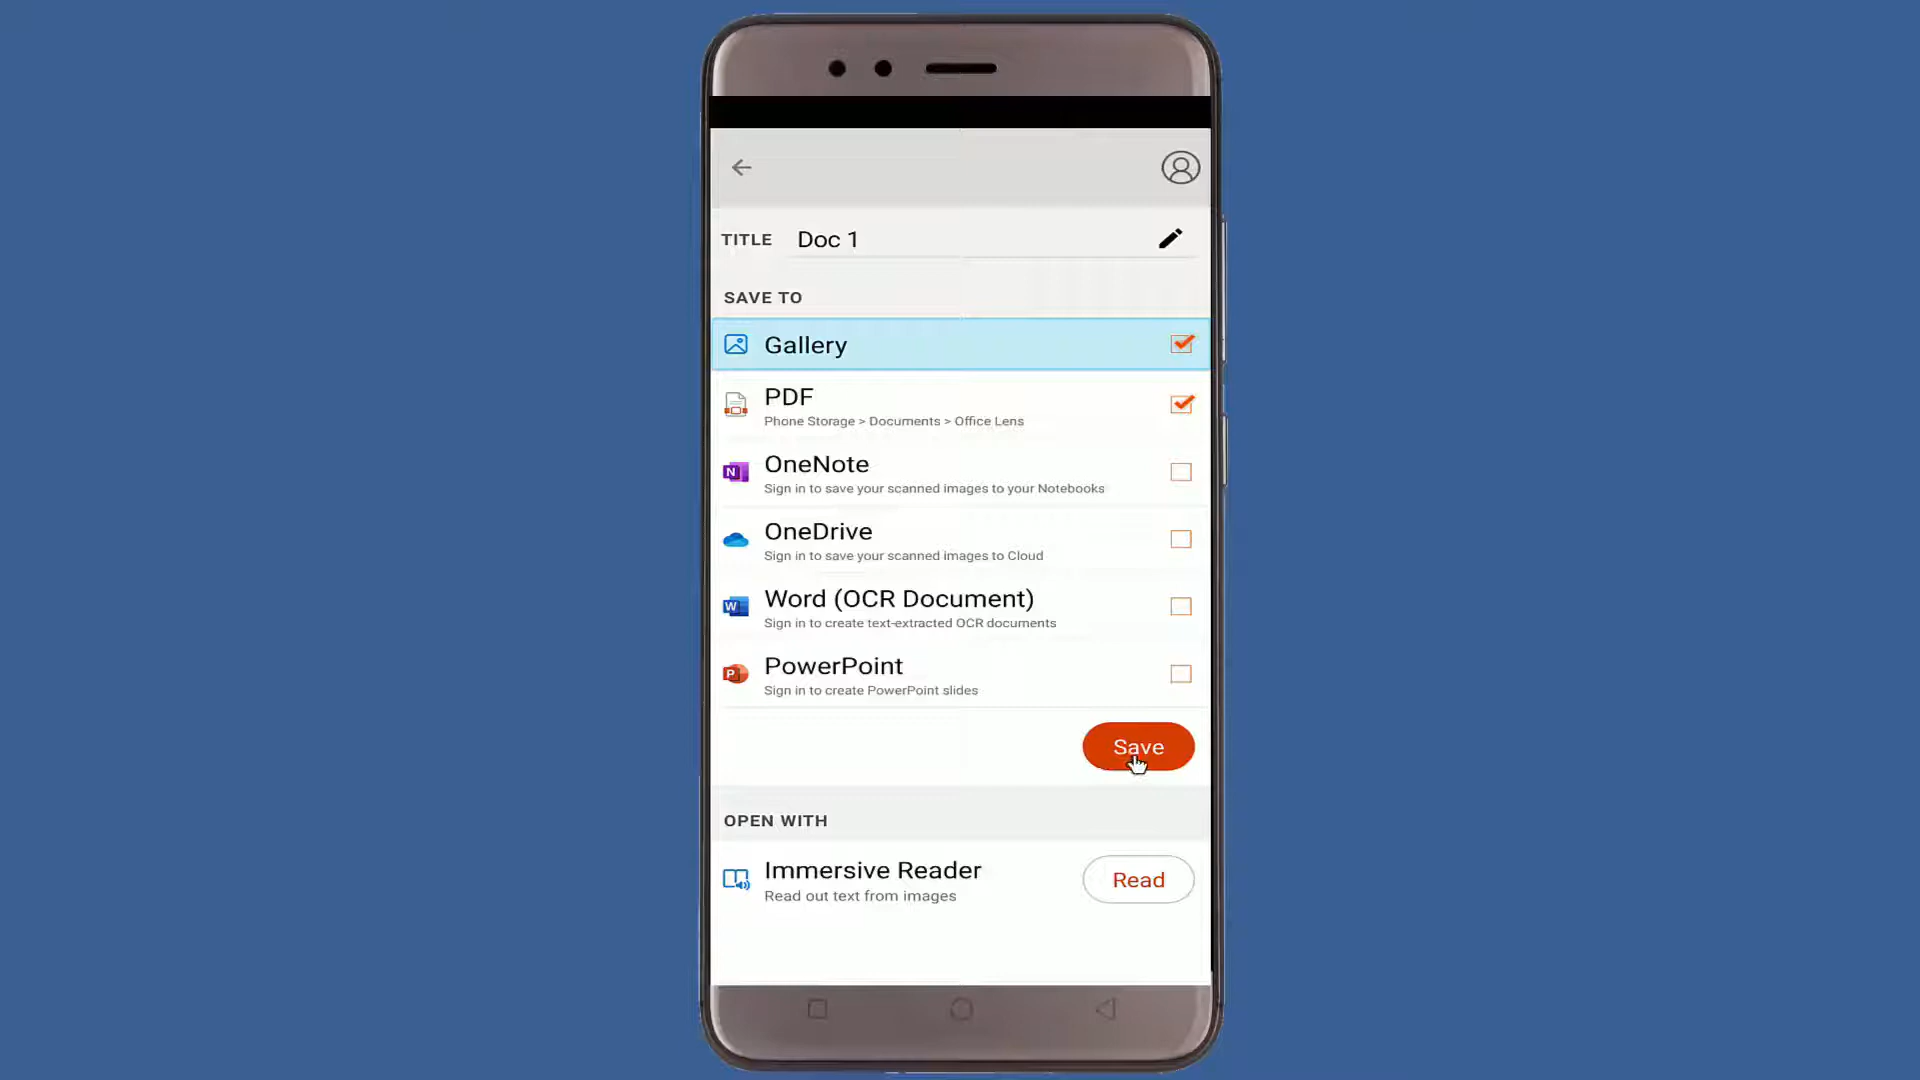 TITLE Doc 1
SAVE TO
Gallery
PDF
Phone Storage > Documents > Office Lens
N OneNote
Sign in to save your scanned images to your Notebooks
OneDrive
Sign in to save your scanned images to Cloud
W Word (OCR Document)
Sign in to create text-extracted OCR documents
P PowerPoint
Sign in to create PowerPoint slides
Save
OPEN WITH
Immersive Reader
Read out text from images
Read